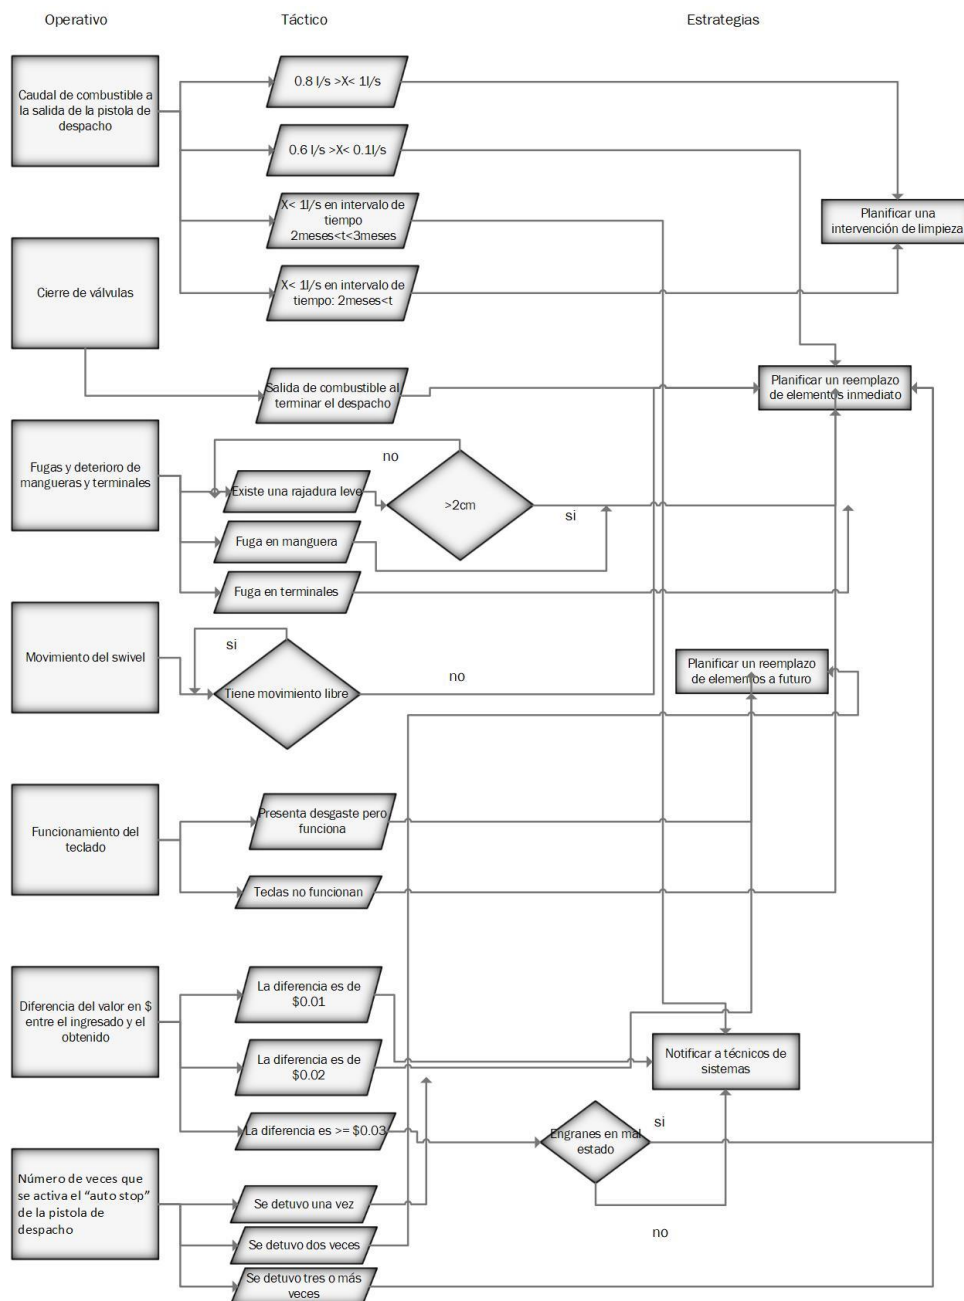 Operativo
Táctico
Estrategias
Caudal de combustible a
la salida de la pistola de
despacho
0.8 l/s >X< 1l/s
0.6 l/s >X< 0.1l/s
X< 1l/s en intervalo de
tiempo
2meses<t<3meses
X< 1l/s en intervalo de
tiempo: 2meses<t
Planificar una
intervención de limpieza
Cierre de válvulas
Salida de combustible al
terminar el despacho
Planificar un reemplazo
de elementos inmediato
Fugas y deterioro de
mangueras y terminales
Existe una rajadura leve
no
>2cm
si
Fuga en manguera
Fuga en terminales
Movimiento del swivel
si
Tiene movimiento libre
no
Planificar un reemplazo
de elementos a futuro
Funcionamiento del
teclado
Presenta desgaste pero
funciona
Teclas no funcionan
Diferencia del valor en $
entre el ingresado y el
obtenido
La diferencia es de
$0.01
La diferencia es de
$0.02
La diferencia es >= $0.03
Notificar a técnicos de
sistemas
Engranes en mal
estado
si
no
Número de veces que
se activa el “auto stop”
de la pistola de
despacho
Se detuvo una vez
Se detuvo dos veces
Se detuvo tres o más
veces